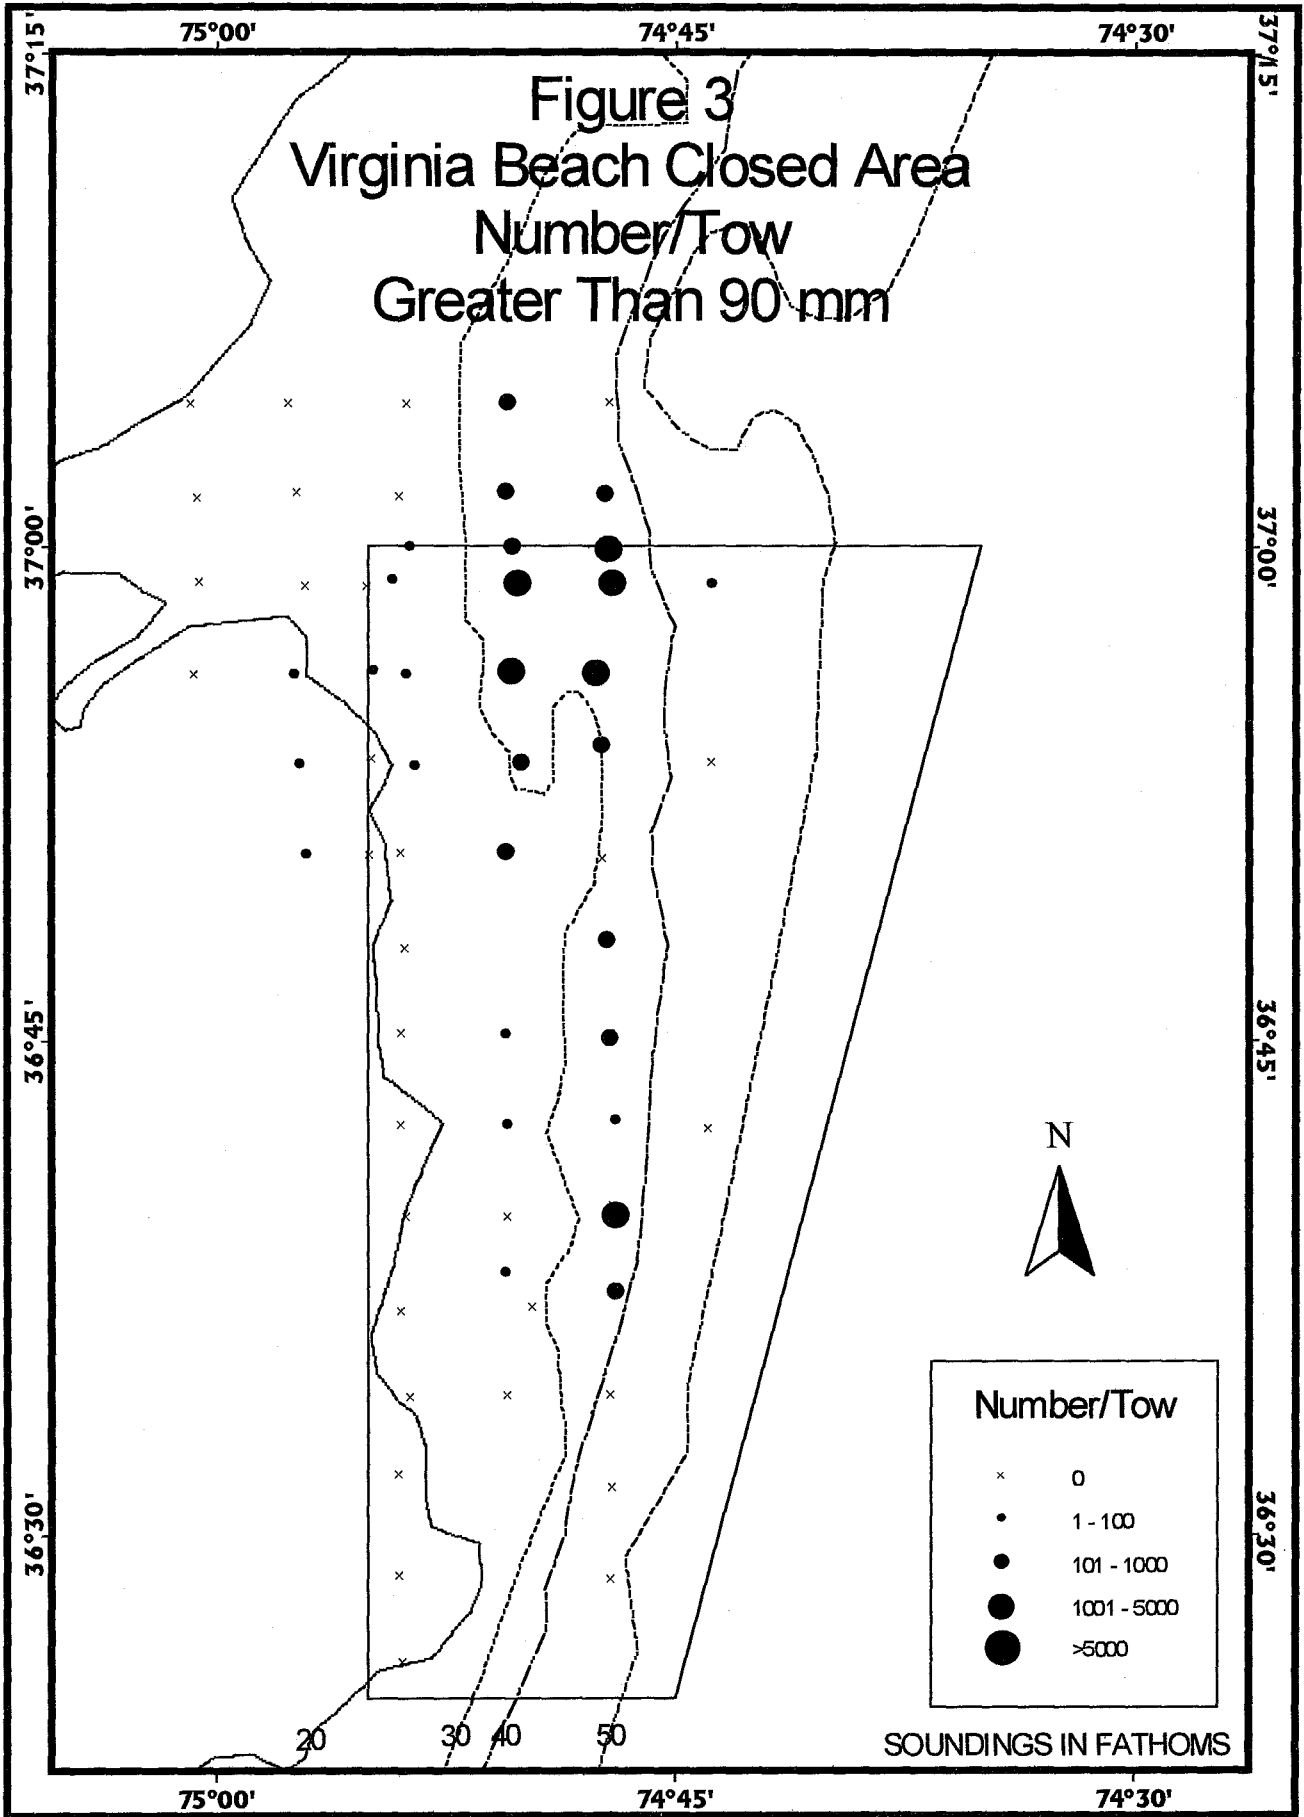 75°00' 74°45' 74°30'
37°15' 37°15'
Figure 3
Virginia Beach Closed Area
Number/Tow
Greater Than 90 mm
37°00' 37°00'
36°45' 36°45'
N
Number/Tow
0
1 - 100
101 - 1000
1001 - 5000
>5000
36°30' 36°30'
20 30 40 50
SOUNDINGS IN FATHOMS
75°00' 74°45' 74°30'